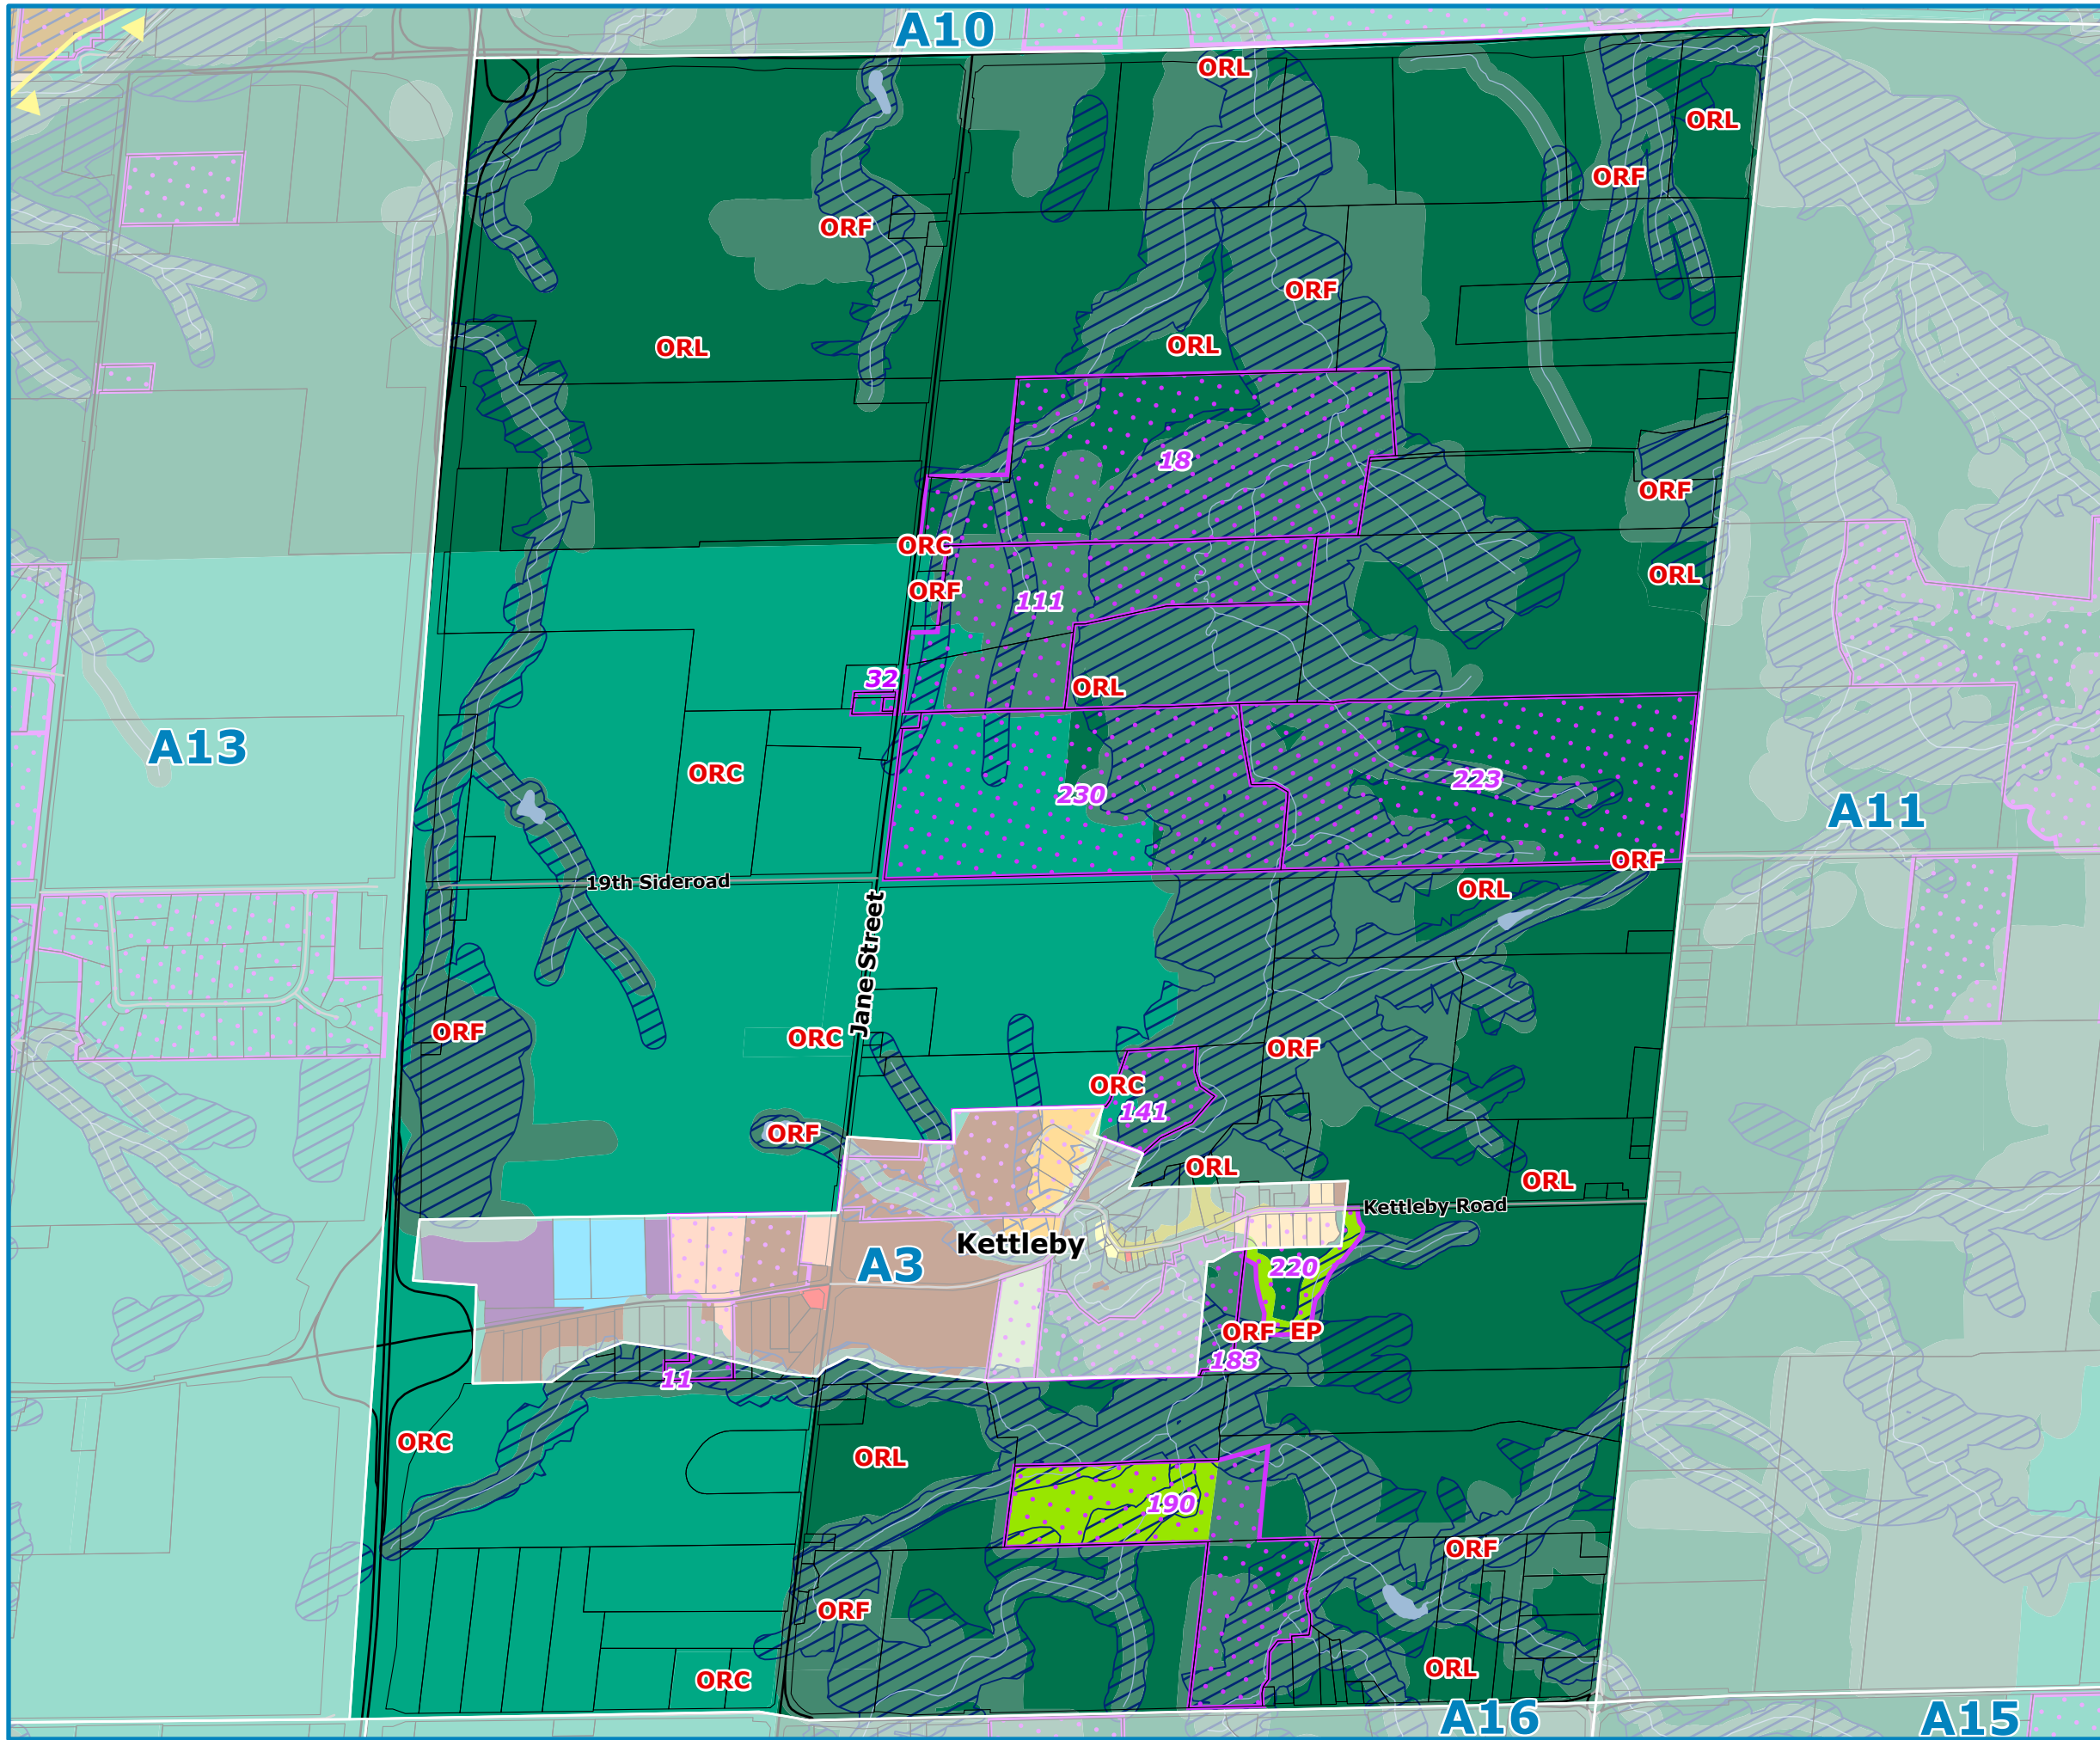 A10
ORL
ORL
ORF
ORF
ORF
ORL
ORL
18
ORF
ORC
ORL
ORF
111
32
ORL
A13
ORC
223
230
A11
ORF
19th Sideroad
ORL
Jane Street
ORF
ORC
ORF
ORC
141
ORF
ORL
ORL
Kettleby Road
Kettleby
A3
220
ORF
EP
183
11
ORC
ORL
190
ORF
ORF
ORL
ORC
A16
A15